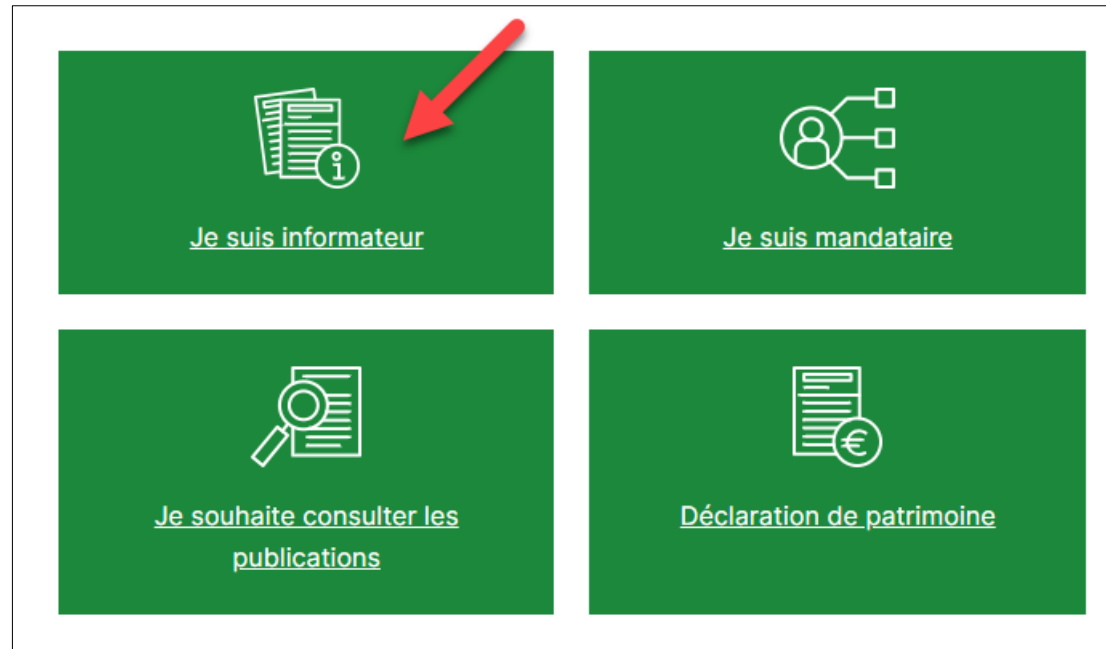 Je suis informateur
Je suis mandataire
Je souhaite consulter les
publications
Déclaration de patrimoine